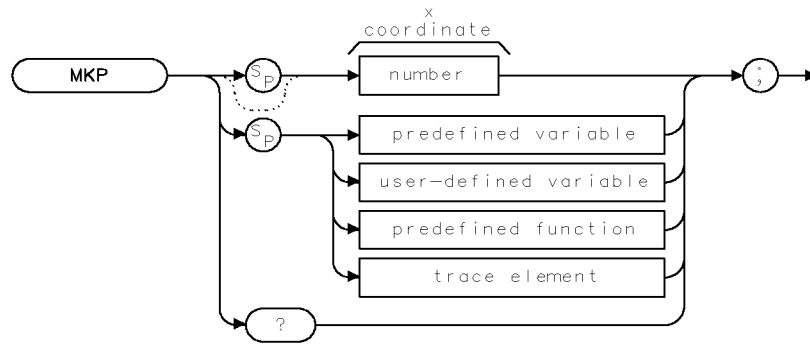 x
coordinate
MKP
SP
number
;
SP
predefined variable
user-defined variable
predefined function
trace element
?